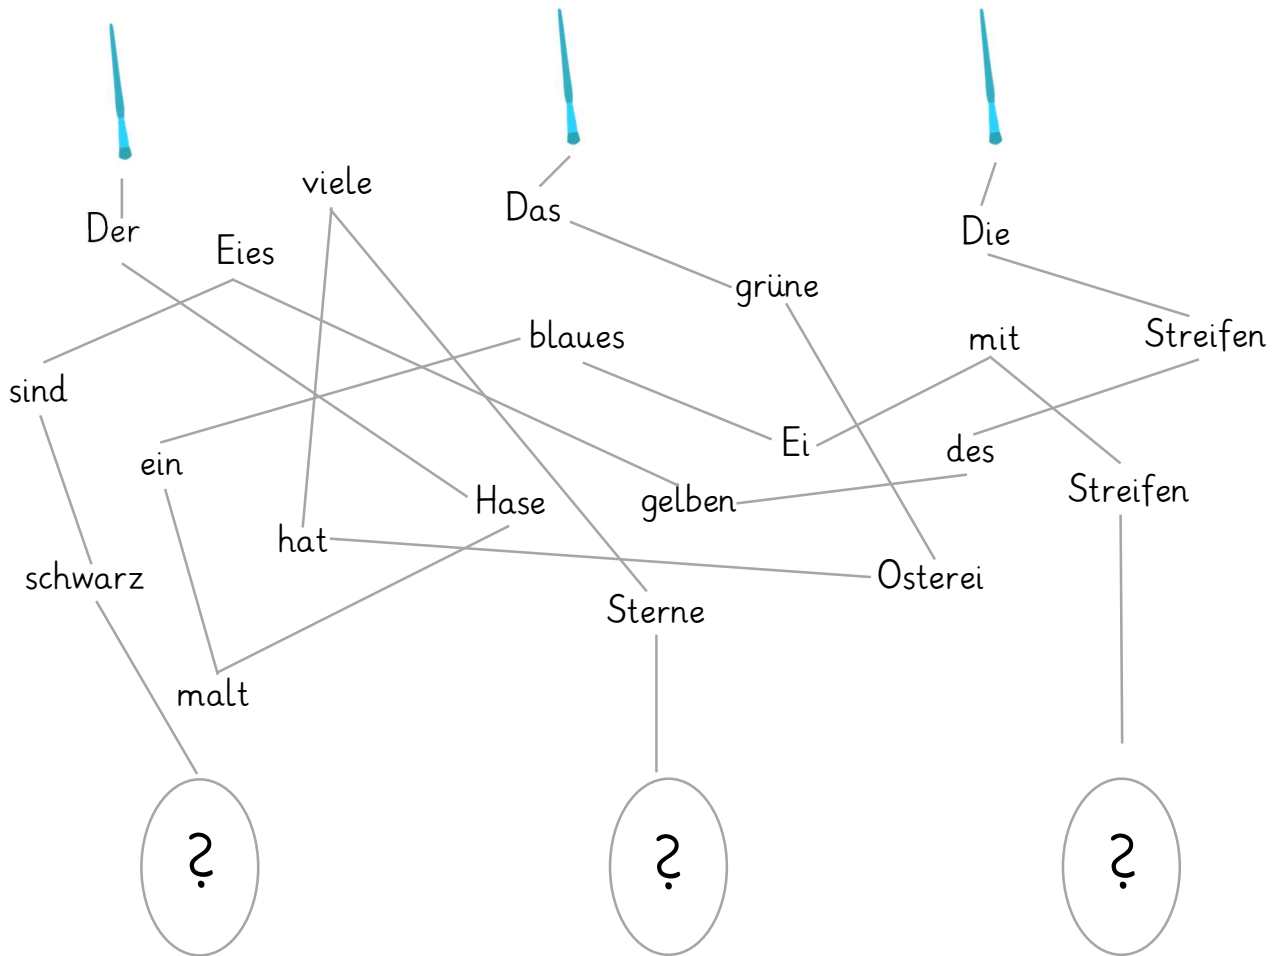 viele
Das
Der
Die
Eies
grüne
blaues
mit
Streifen
sind
Ei
des
ein
Streifen
Hase
gelben
hat
schwarz
Osterei
Sterne
malt
? ? ?